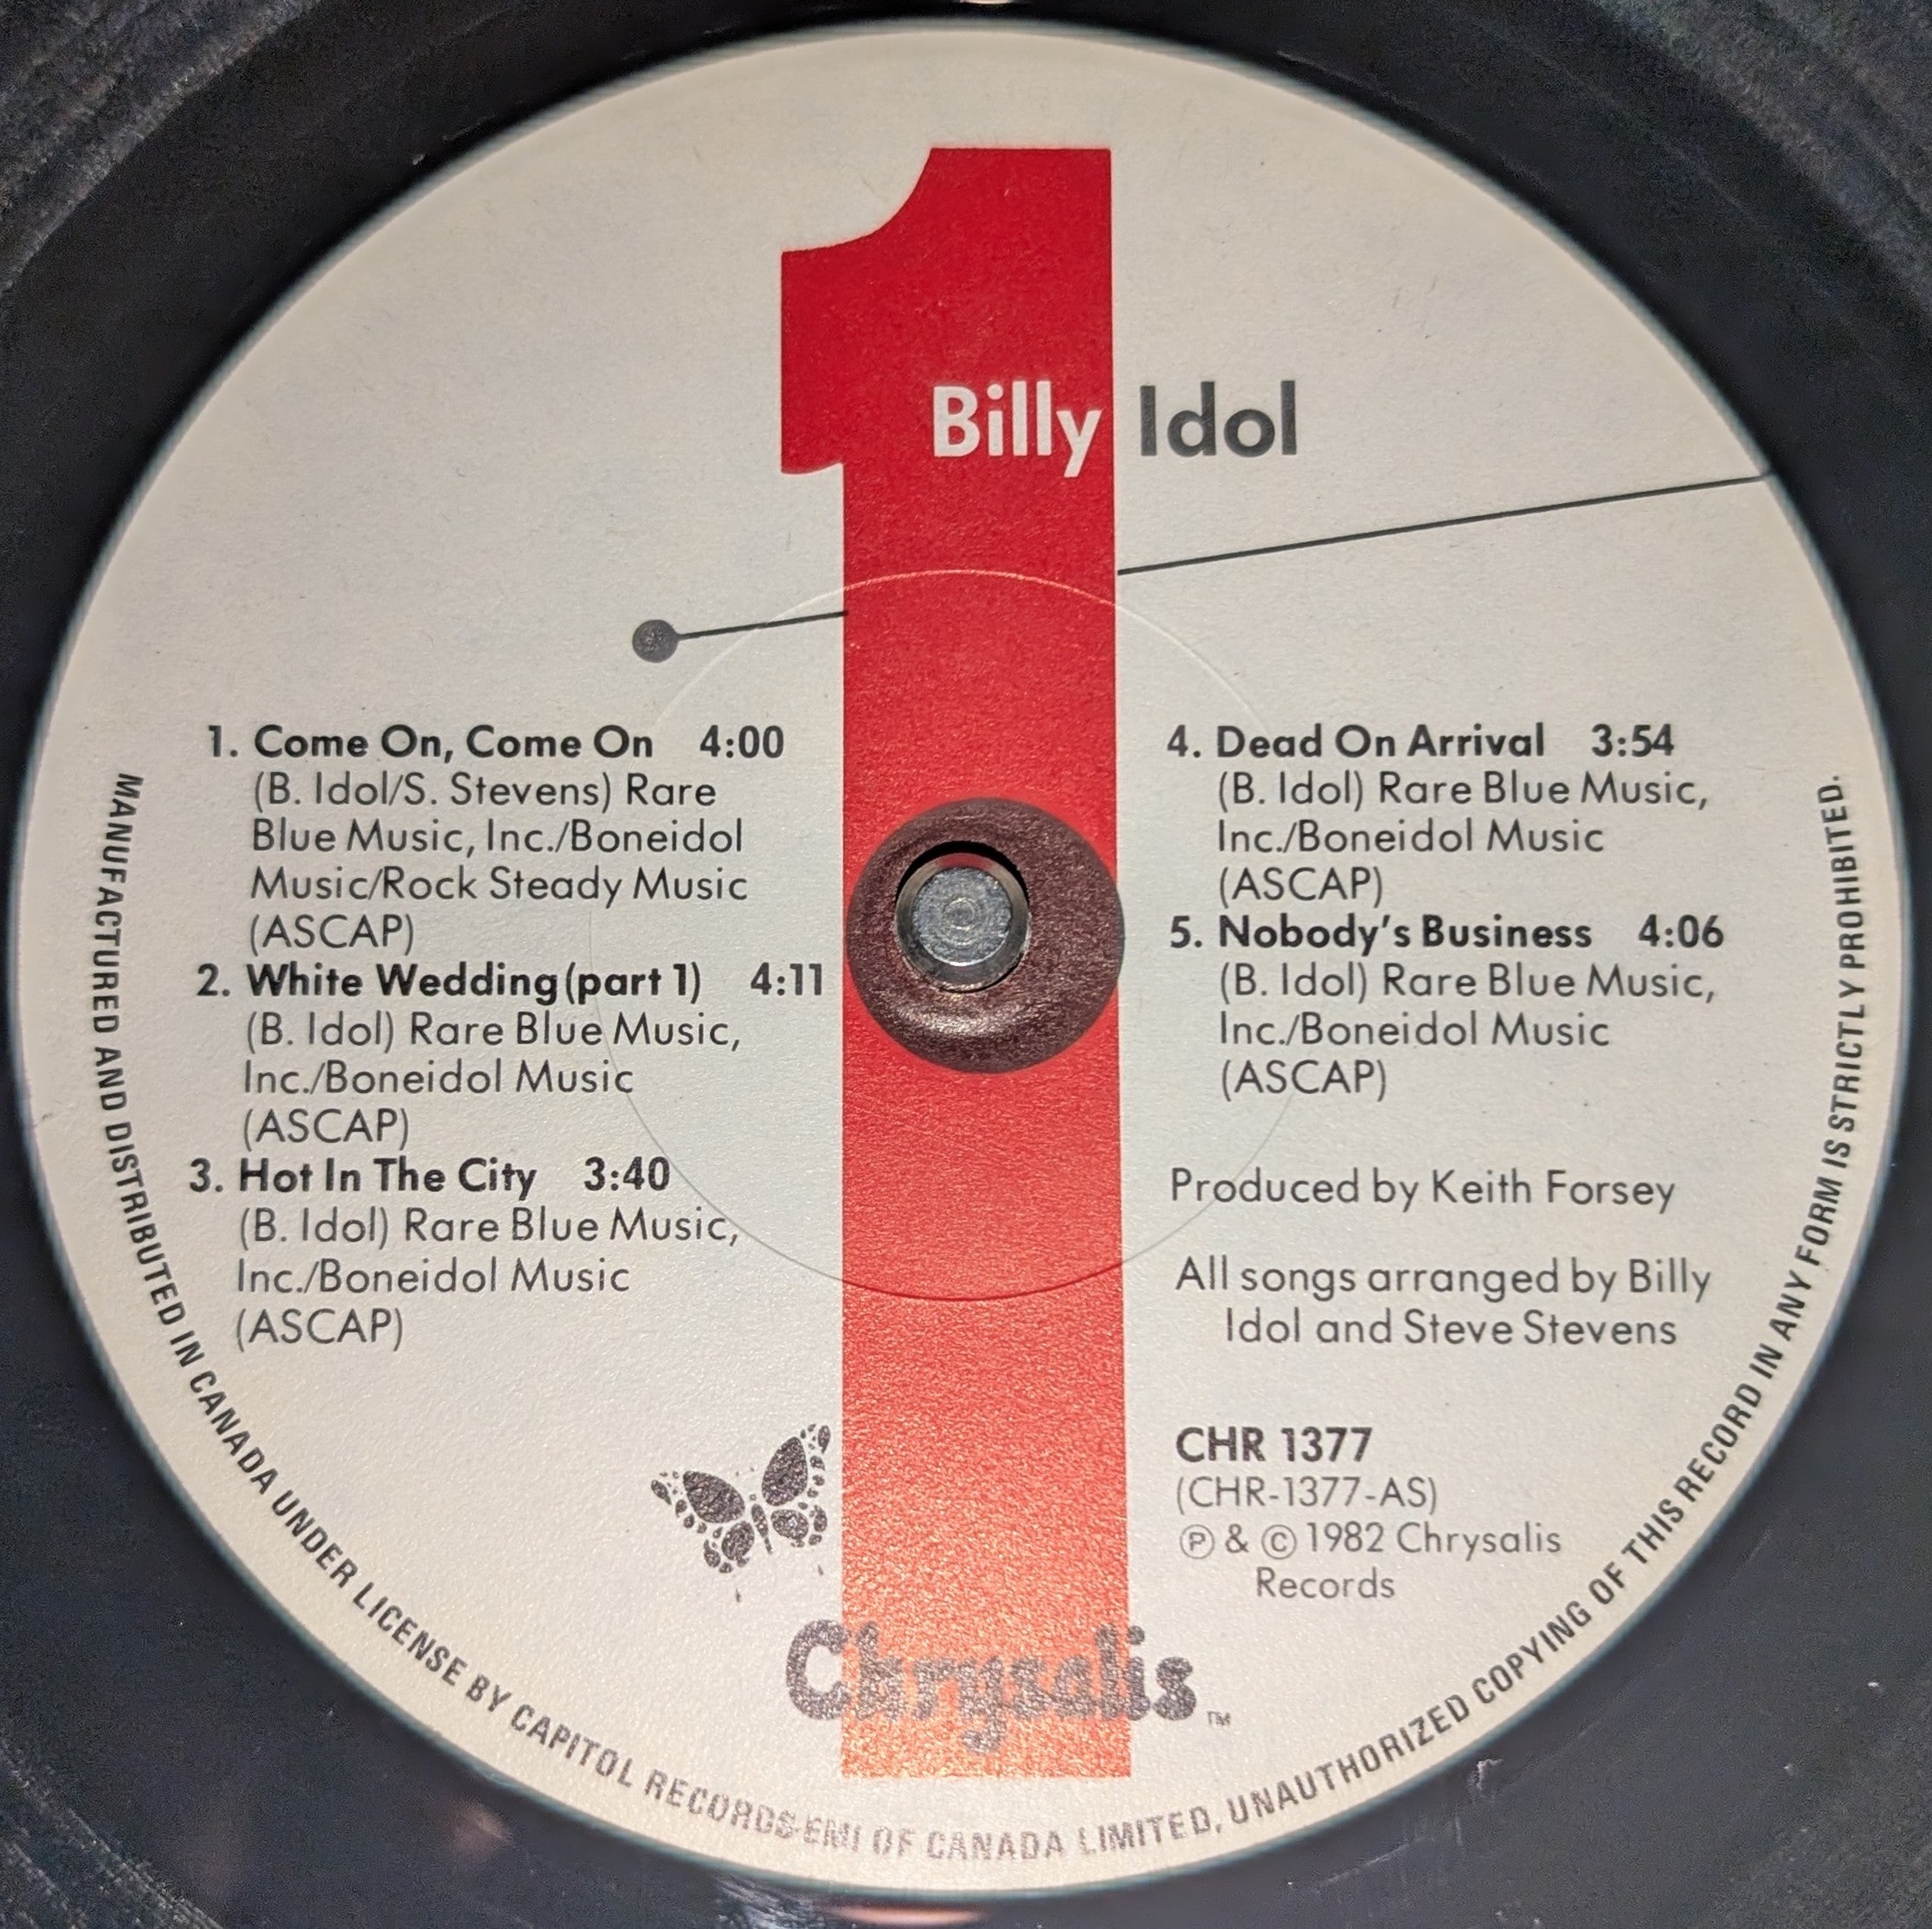 1
Billy Idol
1. Come On, Come On 4:00
(B. Idol/S. Stevens) Rare
Blue Music, Inc./Boneidol
Music/Rock Steady Music
(ASCAP)
2. White Wedding (part 1) 4:11
(B. Idol) Rare Blue Music,
Inc./Boneidol Music
(ASCAP)
3. Hot In The City 3:40
(B. Idol) Rare Blue Music,
Inc./Boneidol Music
(ASCAP)
4. Dead On Arrival 3:54
(B. Idol) Rare Blue Music,
Inc./Boneidol Music
(ASCAP)
5. Nobody's Business 4:06
(B. Idol) Rare Blue Music,
Inc./Boneidol Music
(ASCAP)
Produced by Keith Forsey
All songs arranged by Billy
Idol and Steve Stevens
CHR 1377
(CHR-1377-AS)
℗ & © 1982 Chrysalis
Records
Chrysalis™
MANUFACTURED AND DISTRIBUTED IN CANADA UNDER LICENSE BY CAPITOL RECORDS-EMI OF CANADA LIMITED, UNAUTHORIZED COPYING OF THIS RECORD IN ANY FORM IS STRICTLY PROHIBITED.